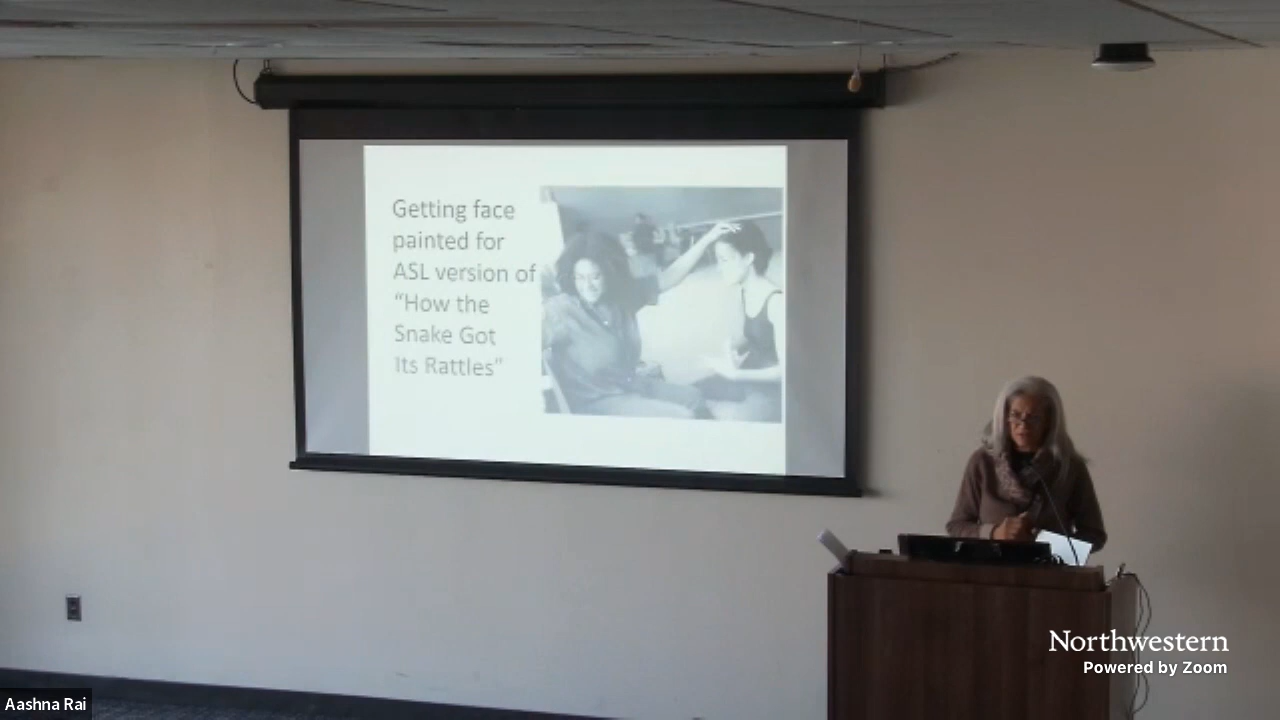 Getting face
painted for
ASL version of
“How the
Snake Got
Its Rattles”
Northwestern
Powered by Zoom
Aashna Rai